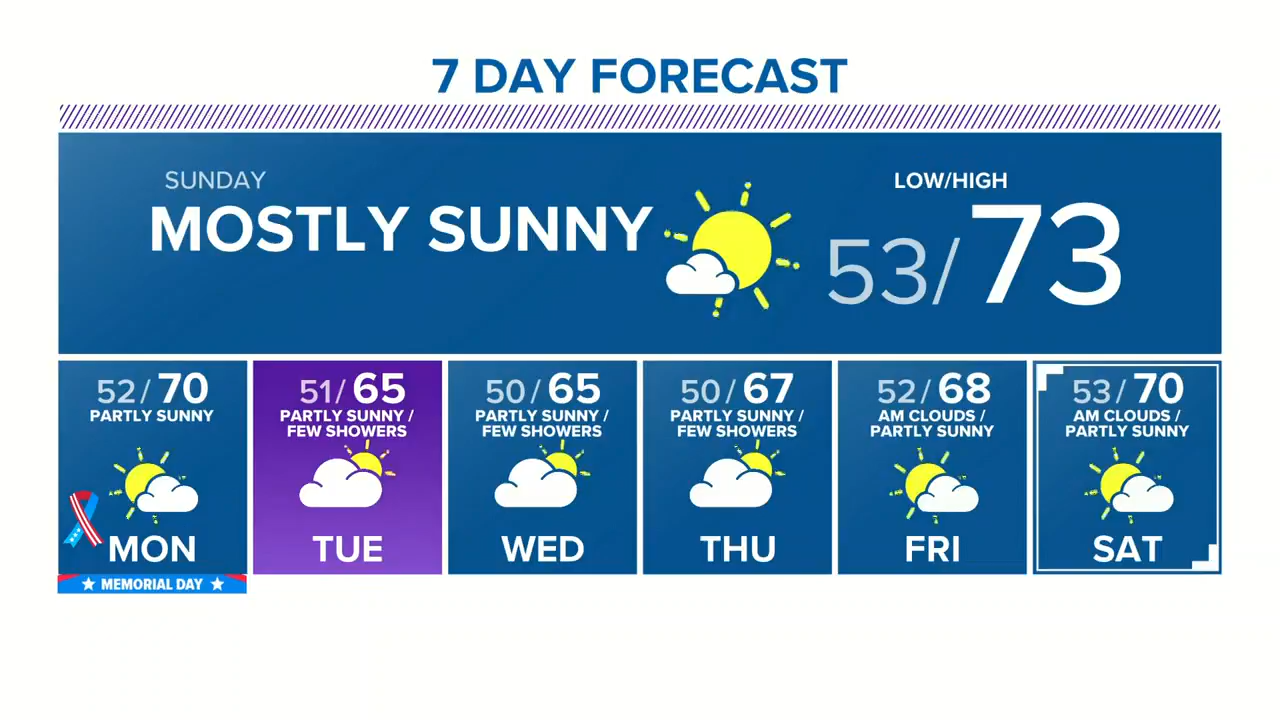 7 DAY FORECAST
SUNDAY
MOSTLY SUNNY
LOW/HIGH
53/73
52/70
PARTLY SUNNY
MON
MEMORIAL DAY
51/65
PARTLY SUNNY /
FEW SHOWERS
TUE
50/65
PARTLY SUNNY /
FEW SHOWERS
WED
50/67
PARTLY SUNNY /
FEW SHOWERS
THU
52/68
AM CLOUDS /
PARTLY SUNNY
FRI
53/70
AM CLOUDS /
PARTLY SUNNY
SAT